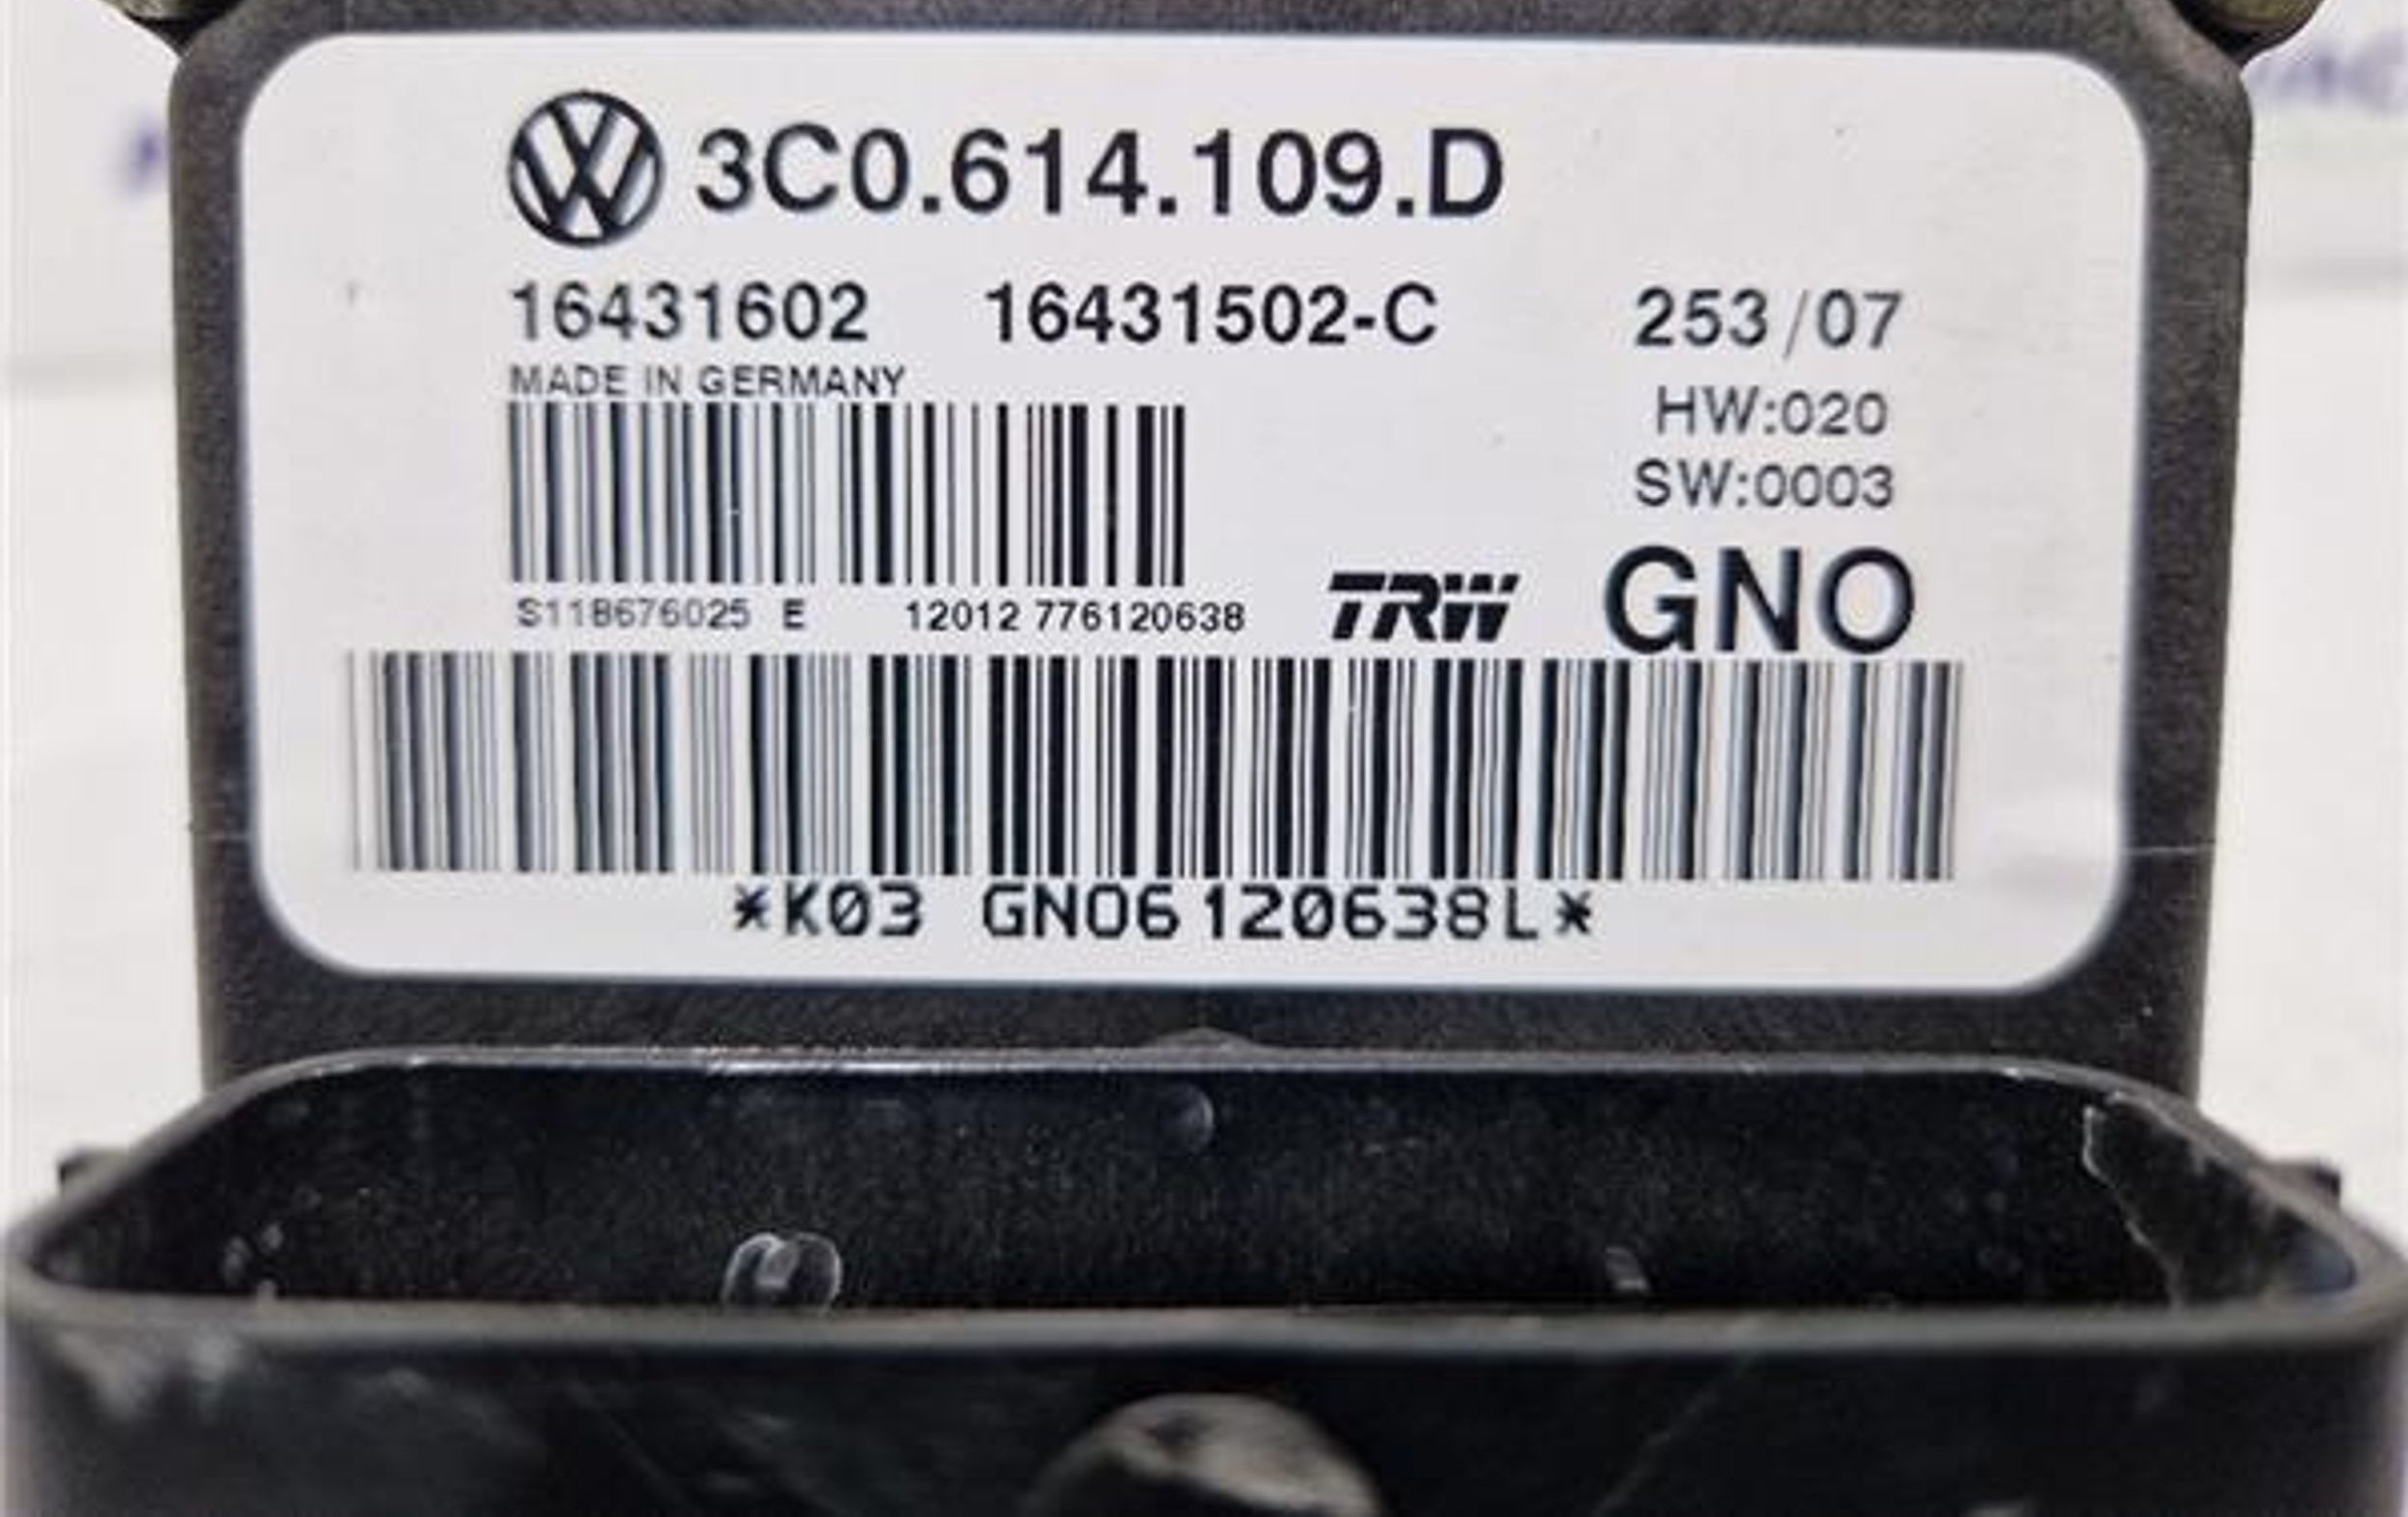 3C0.614.109.D
16431602 16431502-C 253/07
MADE IN GERMANY
HW:020
SW:0003
S118676025 E 12012 776120638 TRW GNO
*K03 GNO6120638L*